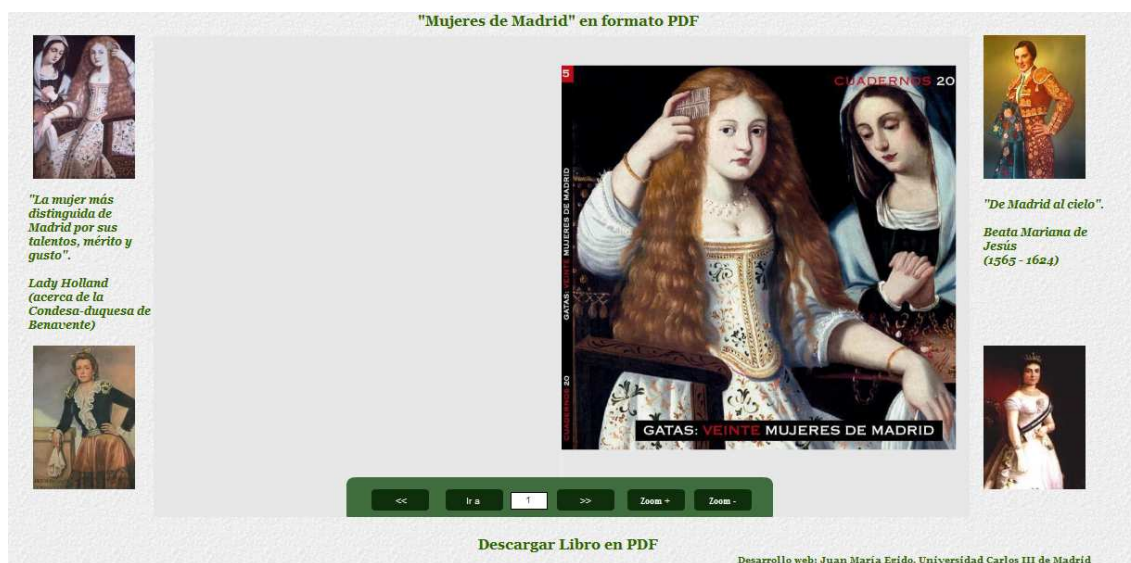 "Mujeres de Madrid" en formato PDF
"La mujer más
distinguida de
Madrid por sus
talentos, mérito y
gusto".
Lady Holland
(acerca de la
Condesa-duquesa de
Benavente)
5
CUADERNOS 20
GATAS: VEINTE MUJERES DE MADRID
CUADERNOS 20
GATAS: VEINTE MUJERES DE MADRID
"De Madrid al cielo".
Beata Mariana de
Jesús
(1565 - 1624)
<< Ir a 1 >> Zoom + Zoom -
Descargar Libro en PDF
Desarrollo web: Juan María Egido. Universidad Carlos III de Madrid